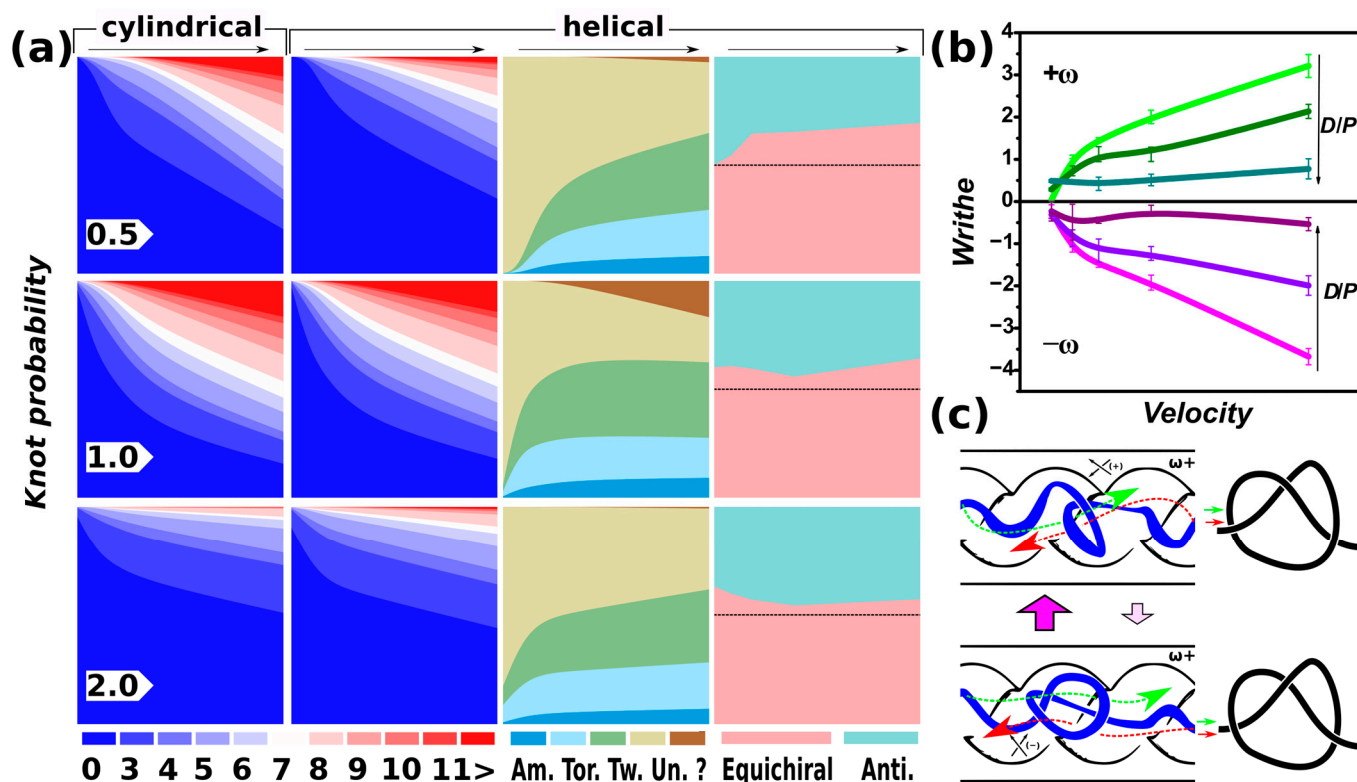 (a)
cylindrical
helical
Knot probability
0.5
1.0
2.0
0 3 4 5 6 7 8 9 10 11>
Am. Tor. Tw. Un. ?
Equichiral Anti.
(b)
Writhe
4
3
2
1
0
−1
−2
−3
−4
+ω
−ω
D/P
D/P
Velocity
(c)
(+)
ω+
ω+
(−)